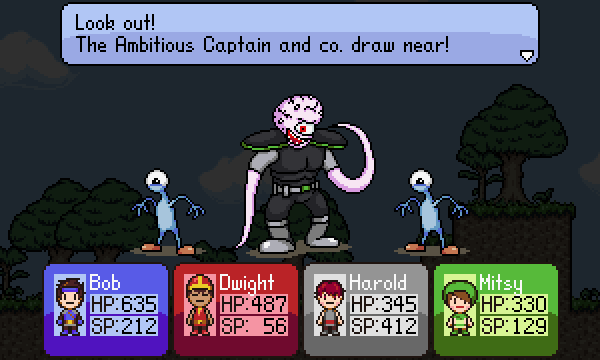 Look out!
The Ambitious Captain and co. draw near!
Bob
HP:635
SP:212
Dwight
HP:487
SP: 56
Harold
HP:345
SP:412
Mitsy
HP:330
SP:129